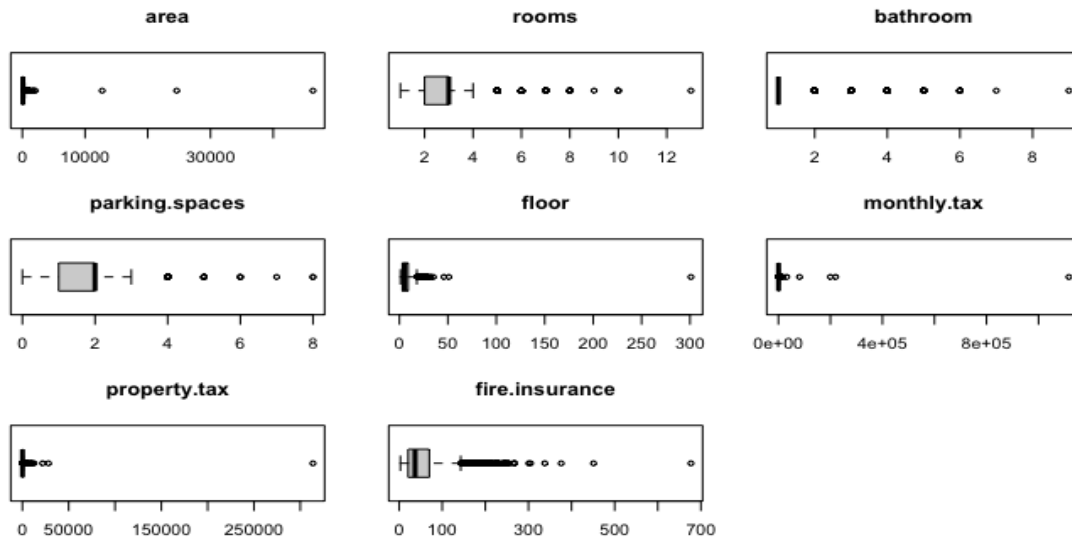 area
rooms
bathroom
0 10000 30000
2 4 6 8 10 12
2 4 6 8
parking.spaces
floor
monthly.tax
0 2 4 6 8
0 50 100 150 200 250 300
0e+00 4e+05 8e+05
property.tax
fire.insurance
0 50000 150000 250000
0 100 300 500 700